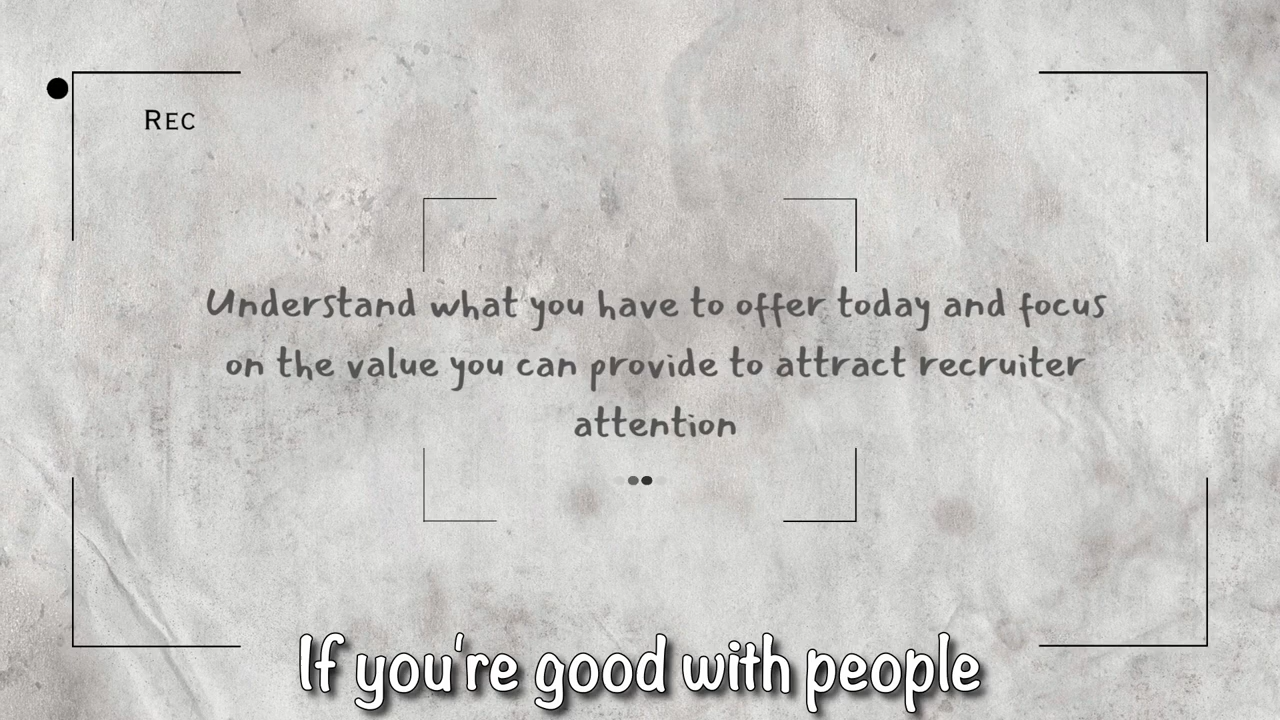 Rec
Understand what you have to offer today and focus
on the value you can provide to attract recruiter
attention
If you're good with people